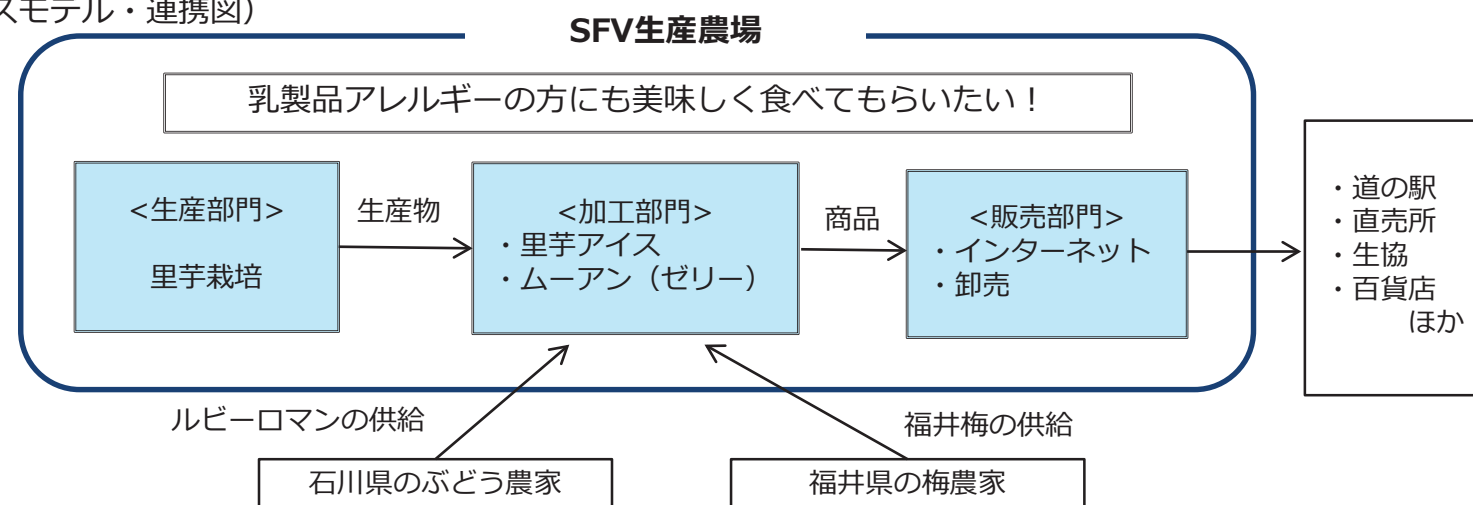 スモデル・連携図）
SFV生産農場
乳製品アレルギーの方にも美味しく食べてもらいたい！
<生産部門>
里芋栽培
生産物
<加工部門>
・里芋アイス
・ムーアン（ゼリー）
商品
<販売部門>
・インターネット
・卸売
・道の駅
・直売所
・生協
・百貨店
ほか
ルビーロマンの供給
福井梅の供給
石川県のぶどう農家
福井県の梅農家